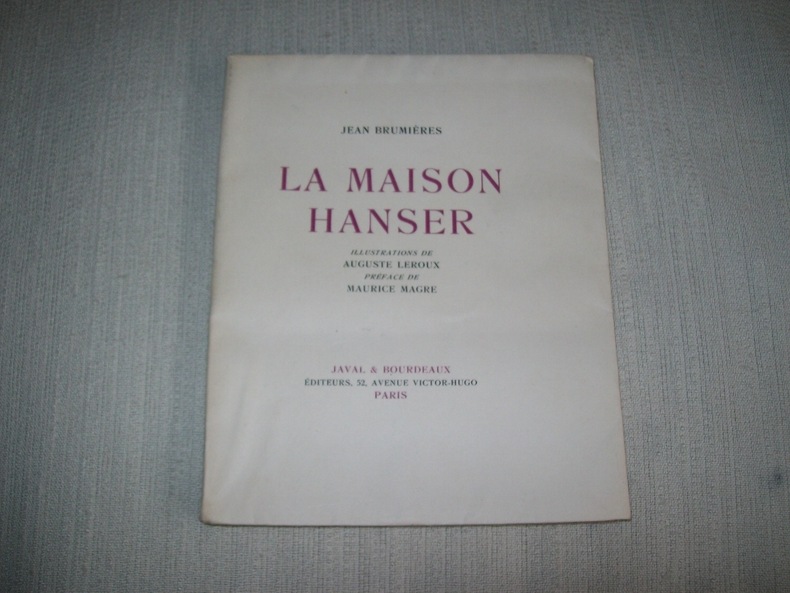 JEAN BRUMIÈRES
LA MAISON
HANSER
ILLUSTRATIONS DE
AUGUSTE LEROUX
PRÉFACE DE
MAURICE MAGRE
JAVAL & BOURDEAUX
ÉDITEURS, 52, AVENUE VICTOR-HUGO
PARIS